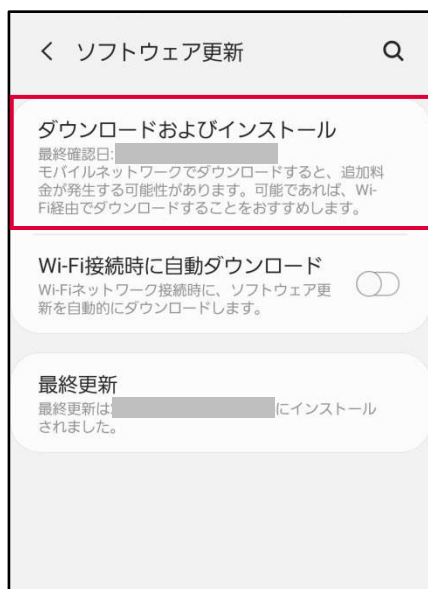 ソフトウェア更新
ダウンロードおよびインストール
最終確認日:
モバイルネットワークでダウンロードすると、追加料
金が発生する可能性があります。可能であれば、Wi-
Fi経由でダウンロードすることをおすすめします。
Wi-Fi接続時に自動ダウンロード
Wi-Fiネットワーク接続時に、ソフトウェア更
新を自動的にダウンロードします。
最終更新
最終更新は にインストール
されました。